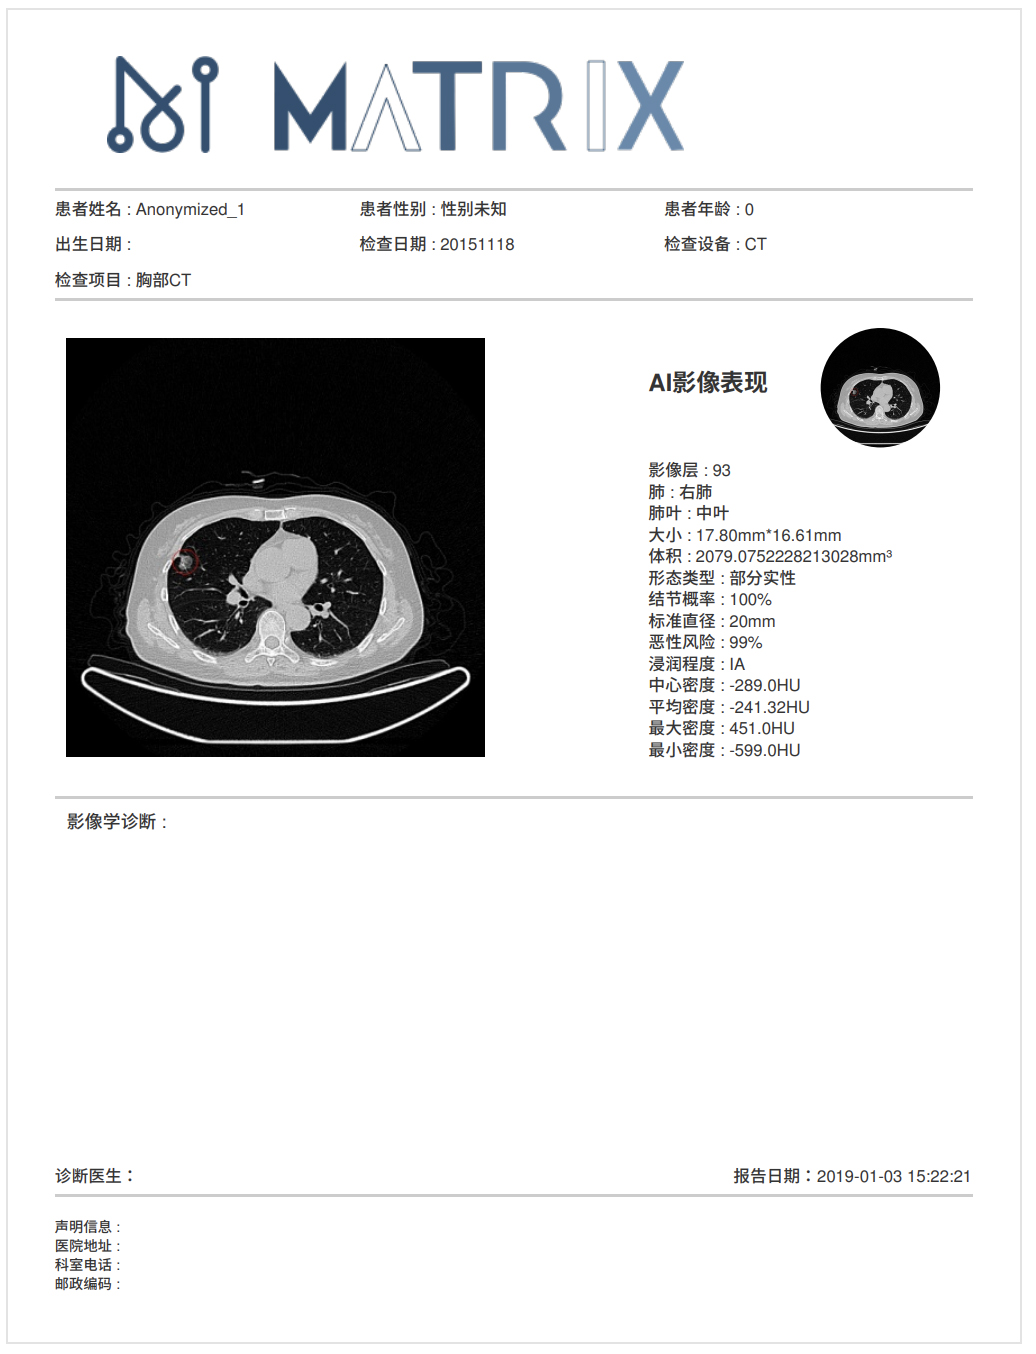 MATRIX
患者姓名 : Anonymized_1 患者性别 : 性别未知 患者年龄 : 0
出生日期 : 检查日期 : 20151118 检查设备 : CT
检查项目 : 胸部CT
AI影像表现
影像层 : 93
肺 : 右肺
肺叶 : 中叶
大小 : 17.80mm*16.61mm
体积 : 2079.0752228213028mm³
形态类型 : 部分实性
结节概率 : 100%
标准直径 : 20mm
恶性风险 : 99%
浸润程度 : IA
中心密度 : -289.0HU
平均密度 : -241.32HU
最大密度 : 451.0HU
最小密度 : -599.0HU
影像学诊断 :
诊断医生： 报告日期：2019-01-03 15:22:21
声明信息 :
医院地址 :
科室电话 :
邮政编码 :